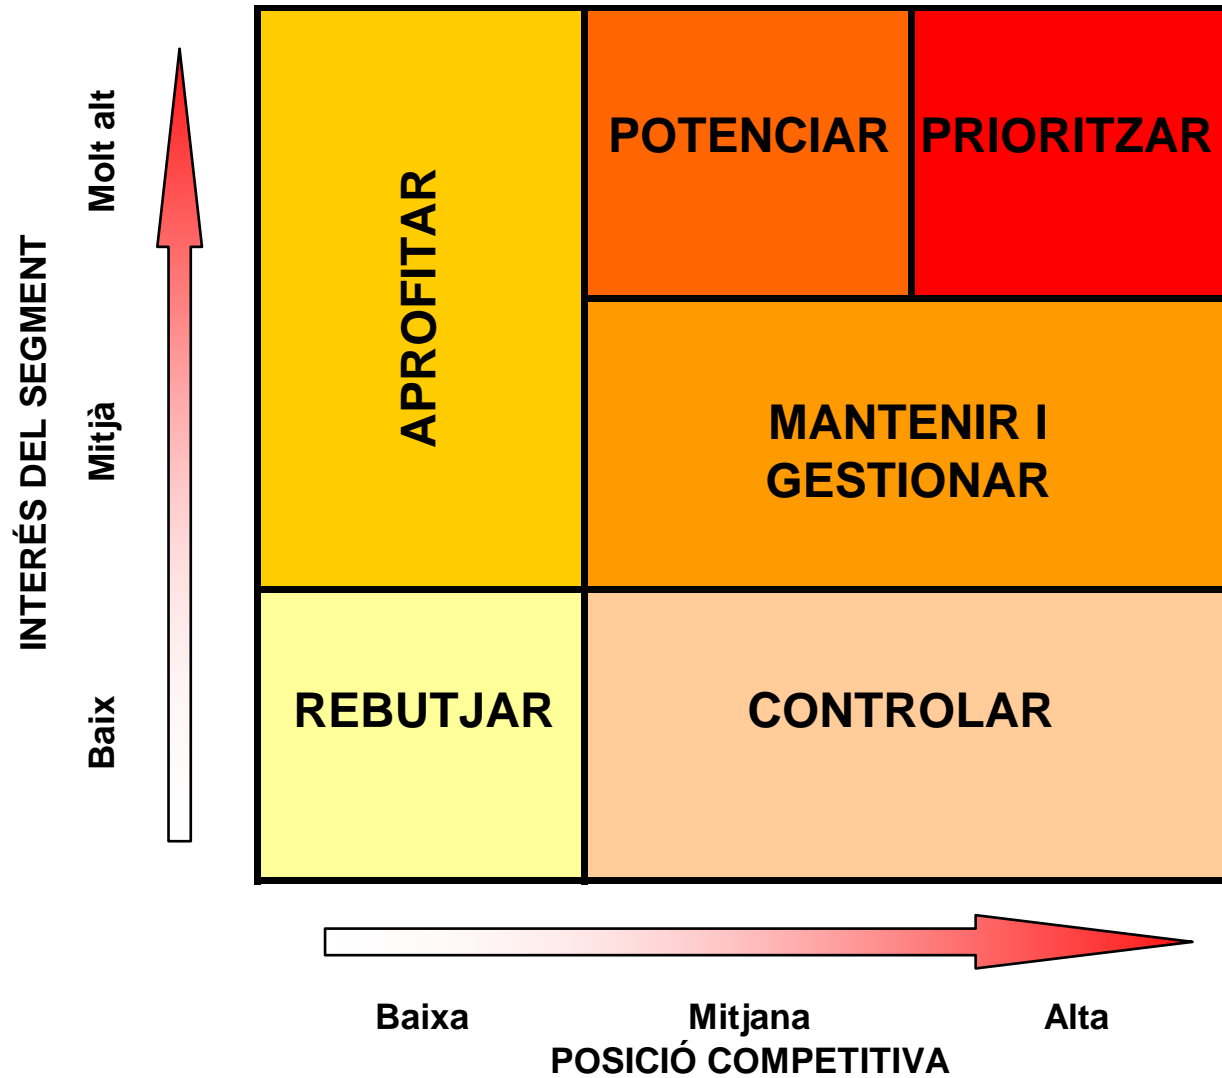 INTERÉS DEL SEGMENT
Molt alt
Mitjà
Baix
APROFITAR
POTENCIAR
PRIORITZAR
MANTENIR I
GESTIONAR
REBUTJAR
CONTROLAR
Baixa
Mitjana
Alta
POSICIÓ COMPETITIVA